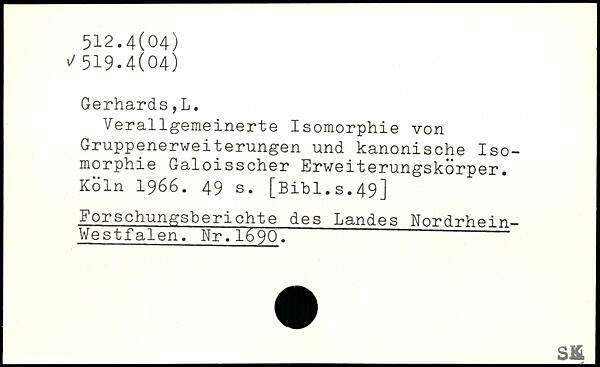 512.4(04)
√ 519.4(04)
Gerhards,L.
Verallgemeinerte Isomorphie von
Gruppenerweiterungen und kanonische Iso-
morphie Galoisscher Erweiterungskörper.
Köln 1966. 49 s. [Bibl.s.49]
Forschungsberichte des Landes Nordrhein-
Westfalen. Nr.1690.